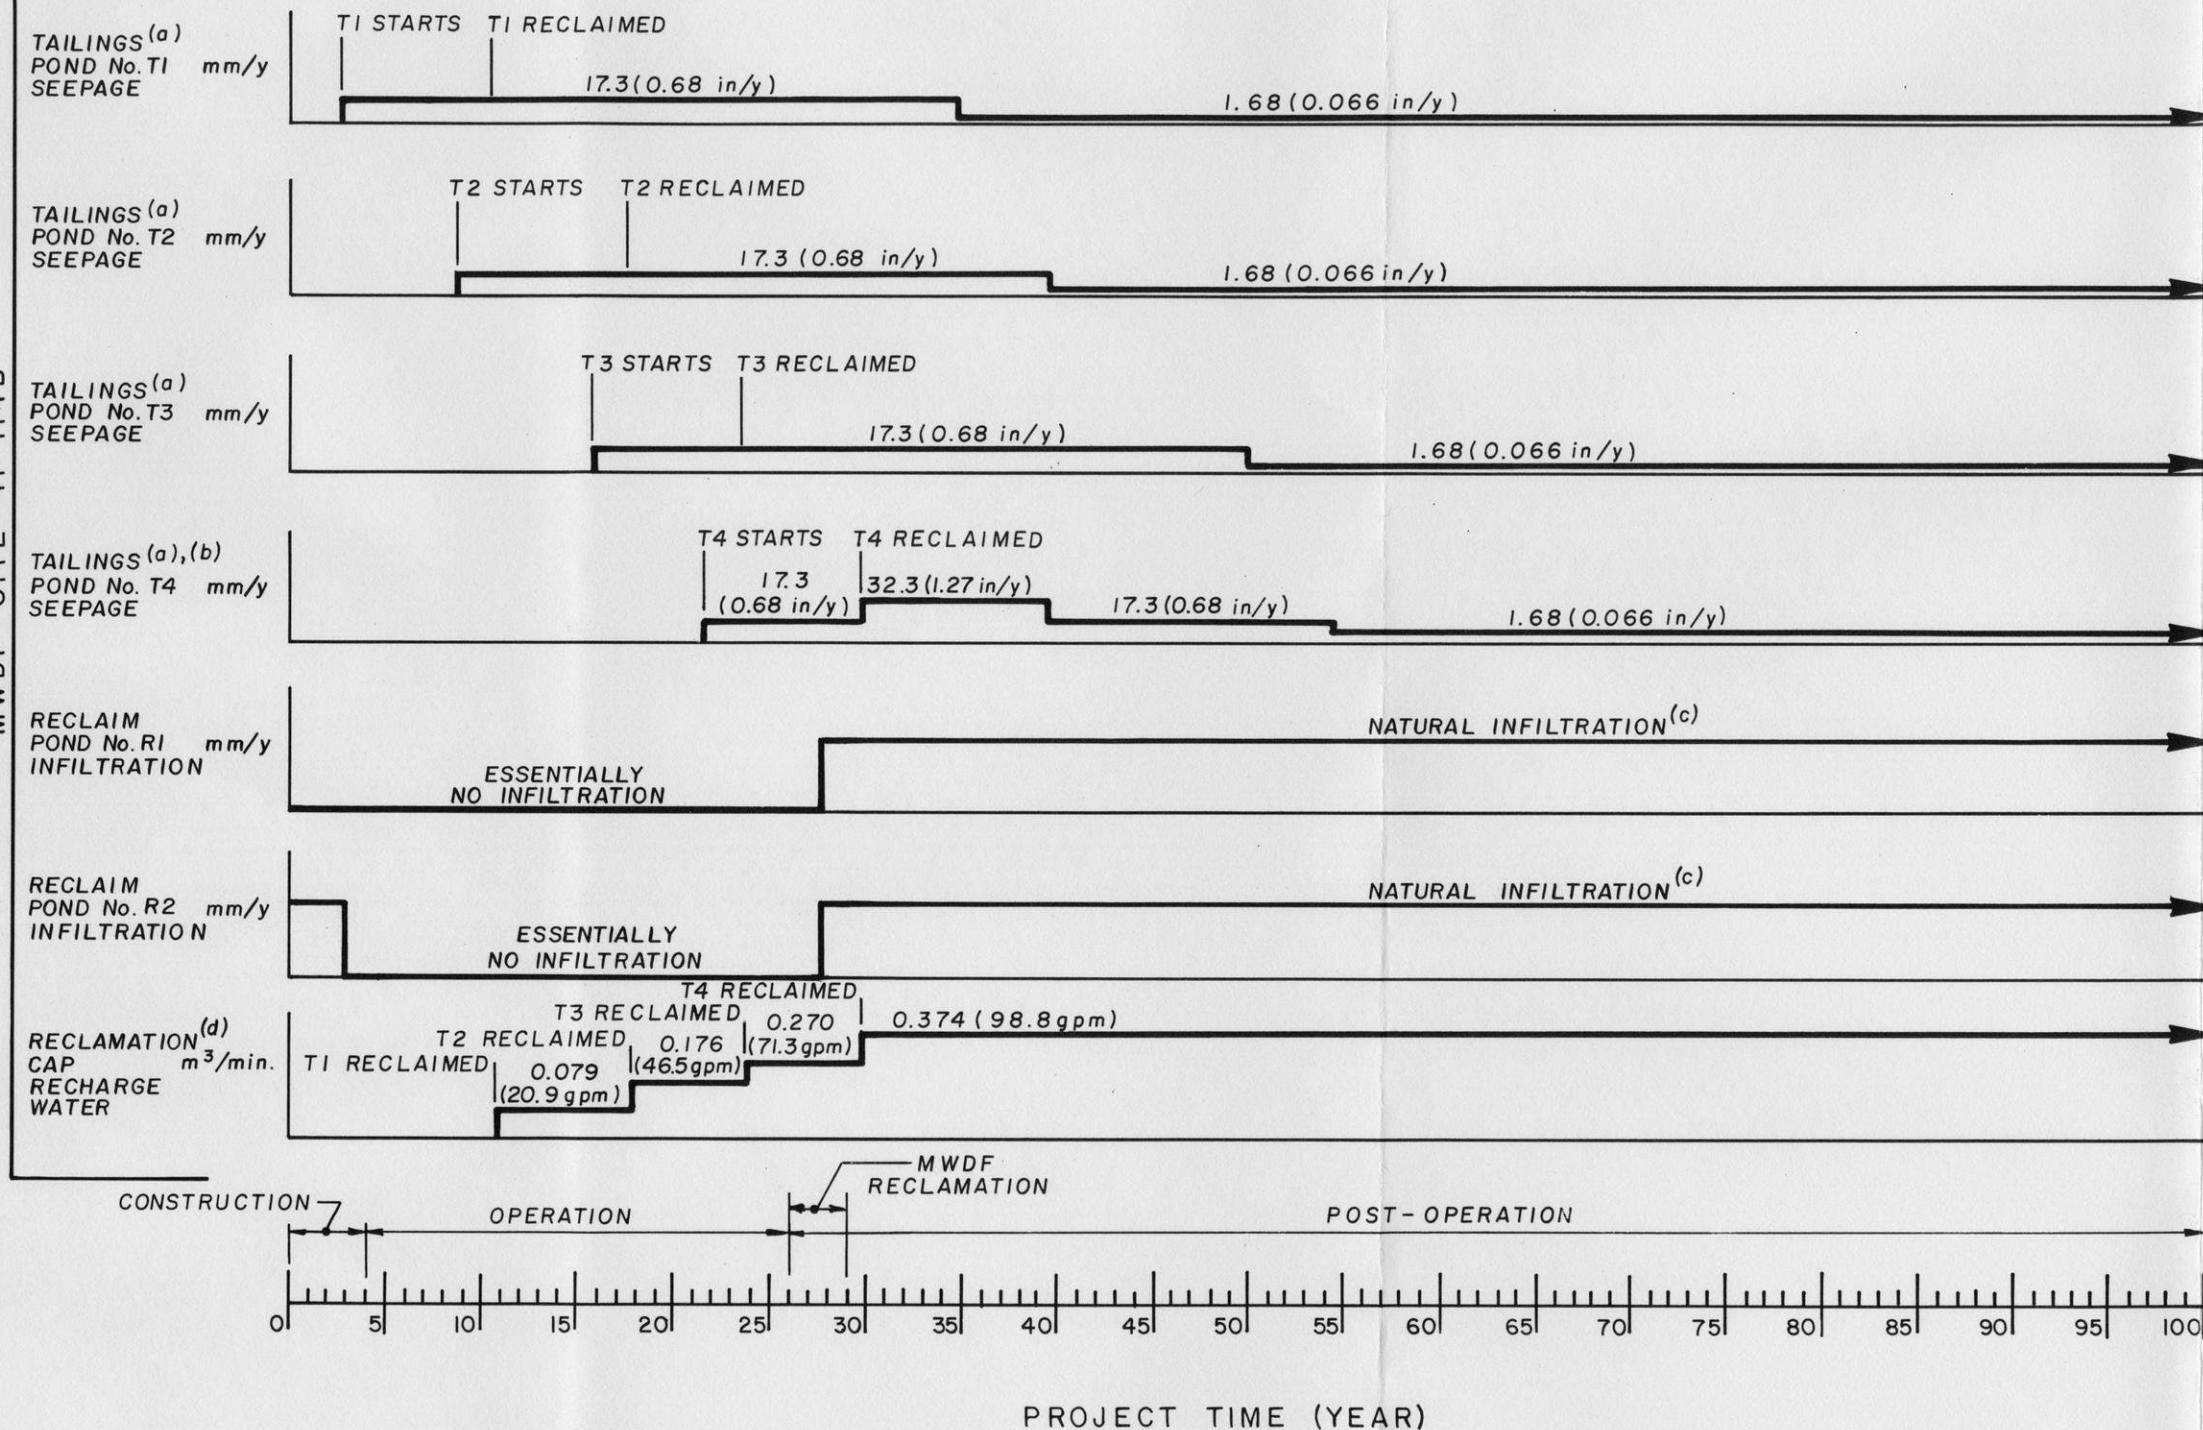 T1 STARTS T1 RECLAIMED
TAILINGS(a)
POND No. T1 mm/y
SEEPAGE
17.3(0.68 in/y)
1.68(0.066 in/y)
T2 STARTS T2 RECLAIMED
TAILINGS(a)
POND No. T2 mm/y
SEEPAGE
17.3 (0.68 in/y)
1.68(0.066 in/y)
T3 STARTS T3 RECLAIMED
TAILINGS(a)
POND No. T3 mm/y
SEEPAGE
17.3(0.68 in/y)
1.68(0.066 in/y)
T4 STARTS T4 RECLAIMED
TAILINGS(a),(b)
POND No. T4 mm/y
SEEPAGE
17.3
(0.68 in/y)
32.3(1.27 in/y)
17.3(0.68 in/y)
1.68(0.066 in/y)
RECLAIM
POND No. R1 mm/y
INFILTRATION
ESSENTIALLY
NO INFILTRATION
NATURAL INFILTRATION(c)
RECLAIM
POND No. R2 mm/y
INFILTRATION
ESSENTIALLY
NO INFILTRATION
NATURAL INFILTRATION(c)
RECLAMATION(d)
CAP m³/min.
RECHARGE
WATER
T1 RECLAIMED
0.079
(20.9 gpm)
T2 RECLAIMED
0.176
(46.5gpm)
T3 RECLAIMED
0.270
(71.3gpm)
T4 RECLAIMED
0.374 (98.8gpm)
MWDF
RECLAMATION
CONSTRUCTION
OPERATION
POST-OPERATION
0 5 10 15 20 25 30 35 40 45 50 55 60 65 70 75 80 85 90 95 100
PROJECT TIME (YEAR)